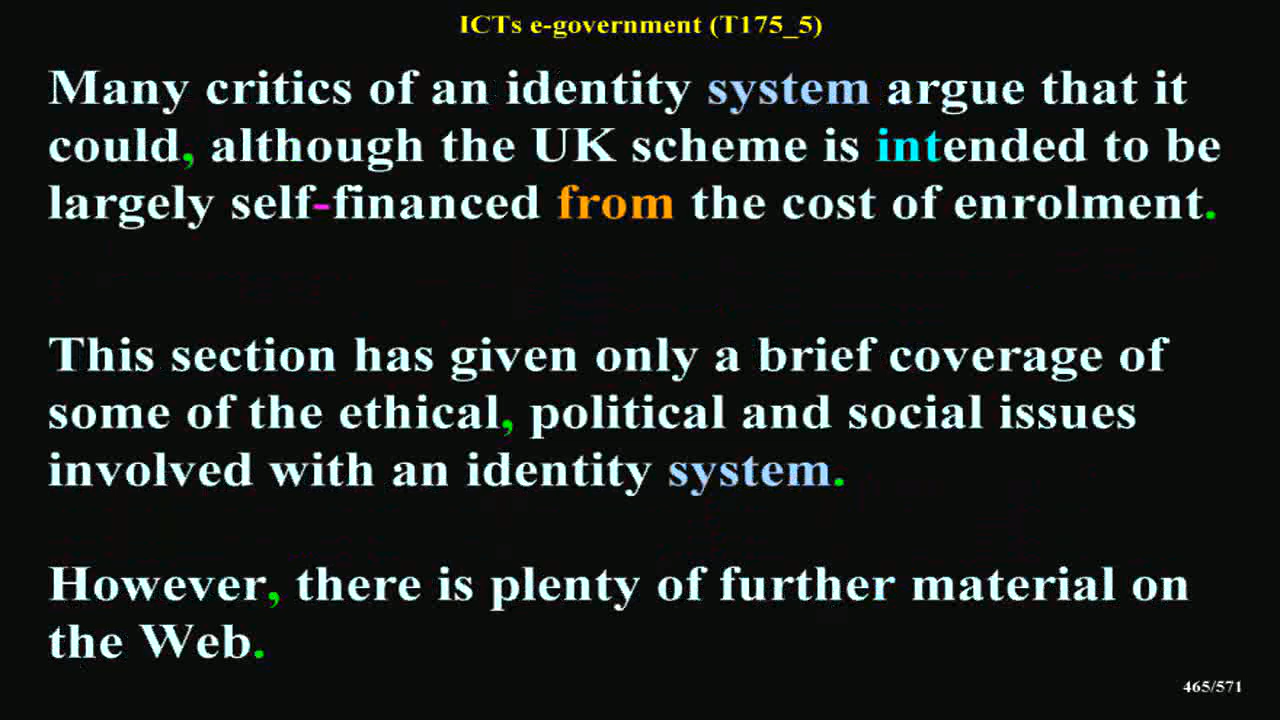 ICTs e-government (T175_5)
Many critics of an identity system argue that it
could, although the UK scheme is intended to be
largely self-financed from the cost of enrolment.
This section has given only a brief coverage of
some of the ethical, political and social issues
involved with an identity system.
However, there is plenty of further material on
the Web.
465/571